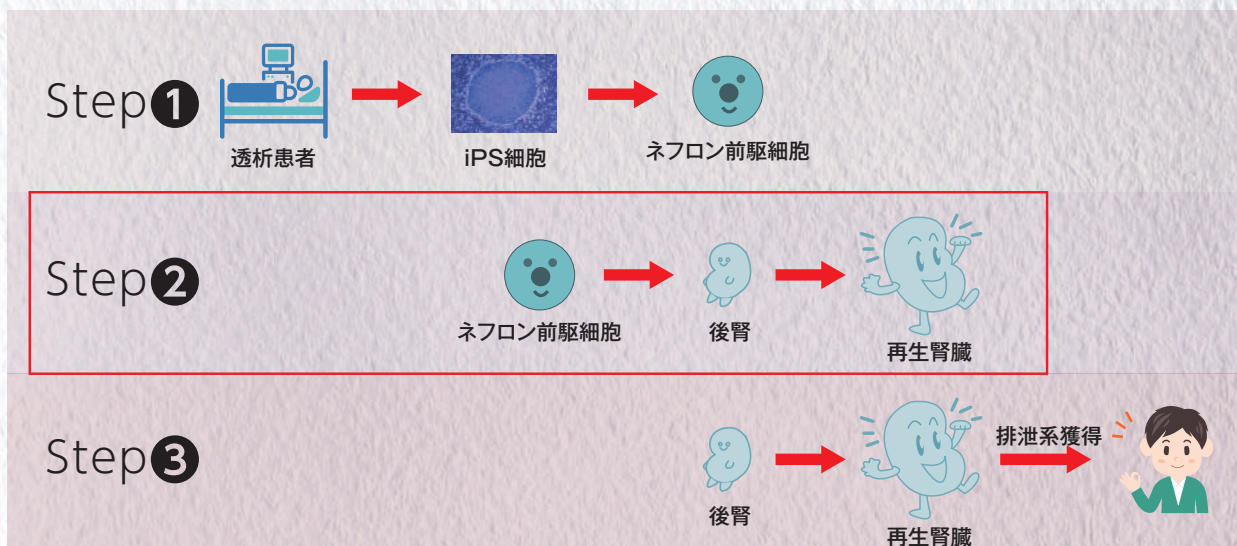 Step❶
透析患者
iPS細胞
ネフロン前駆細胞
Step❷
ネフロン前駆細胞
後腎
再生腎臓
Step❸
後腎
再生腎臓
排泄系獲得